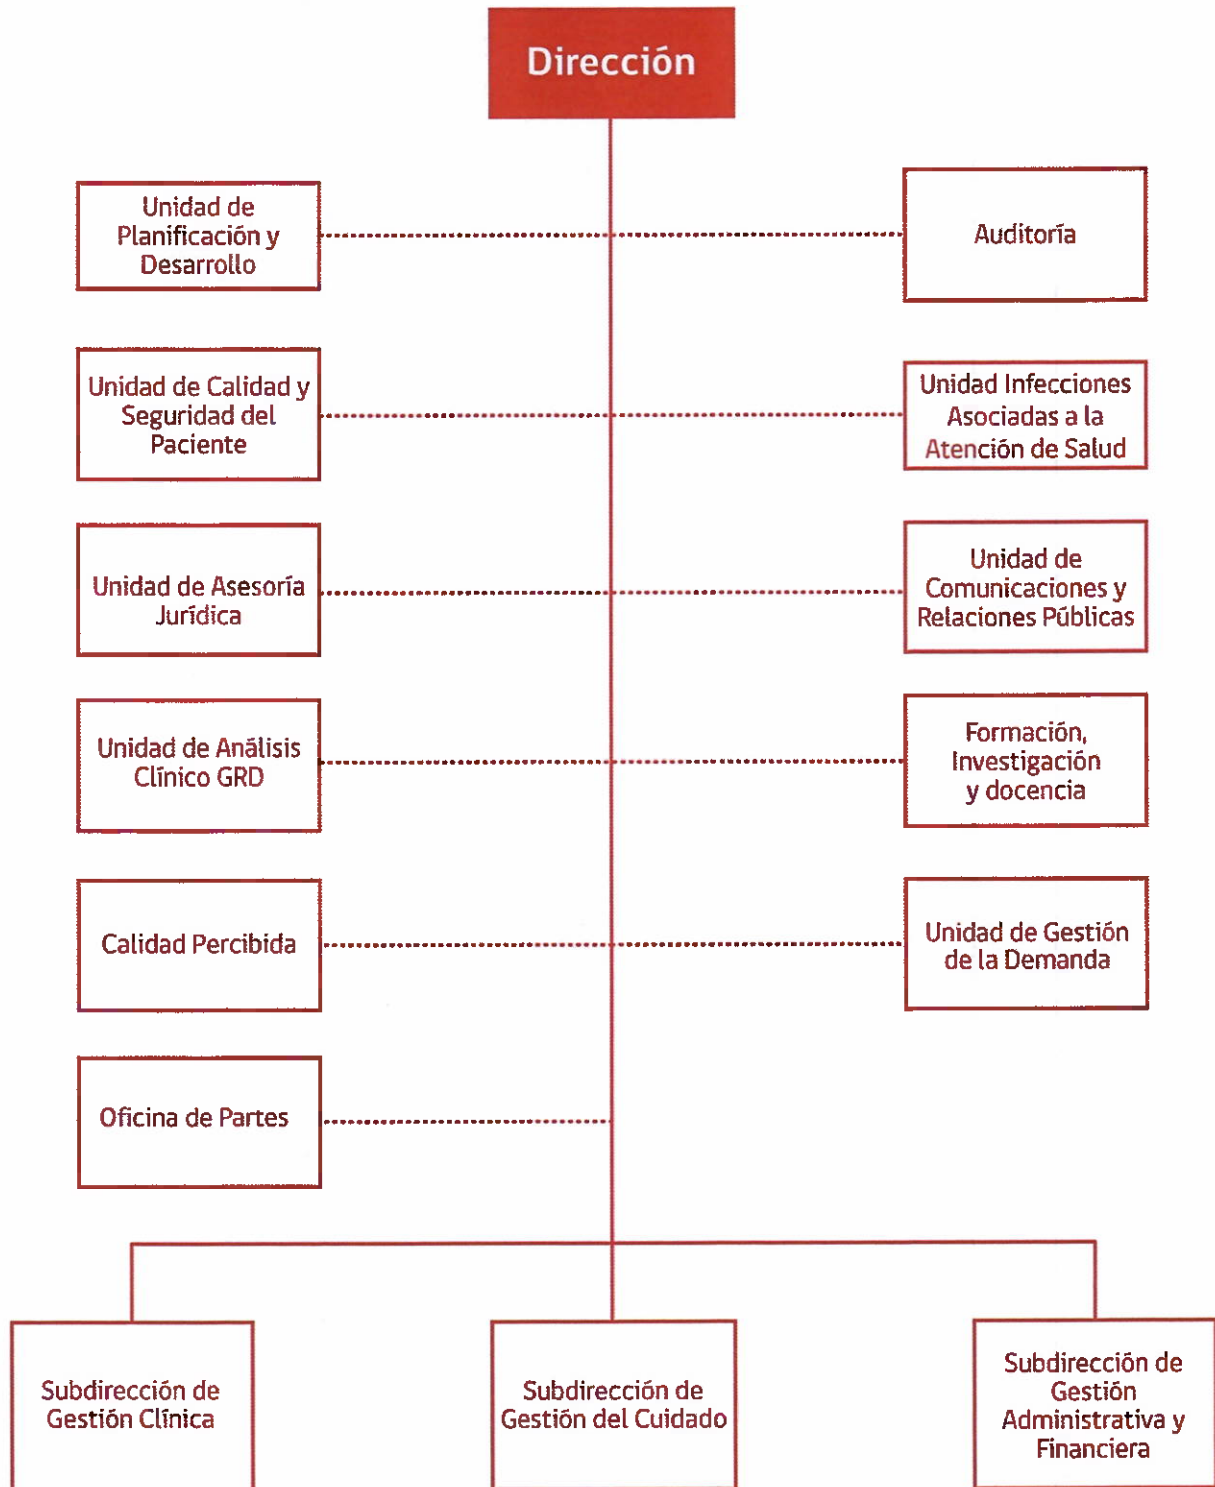 Dirección
Unidad de
Planificación y
Desarrollo
Auditoría
Unidad de Calidad y
Seguridad del
Paciente
Unidad Infecciones
Asociadas a la
Atención de Salud
Unidad de Asesoría
Jurídica
Unidad de
Comunicaciones y
Relaciones Públicas
Unidad de Análisis
Clínico GRD
Formación,
Investigación
y docencia
Calidad Percibida
Unidad de Gestión
de la Demanda
Oficina de Partes
Subdirección de
Gestión Clínica
Subdirección de
Gestión del Cuidado
Subdirección de
Gestión
Administrativa y
Financiera